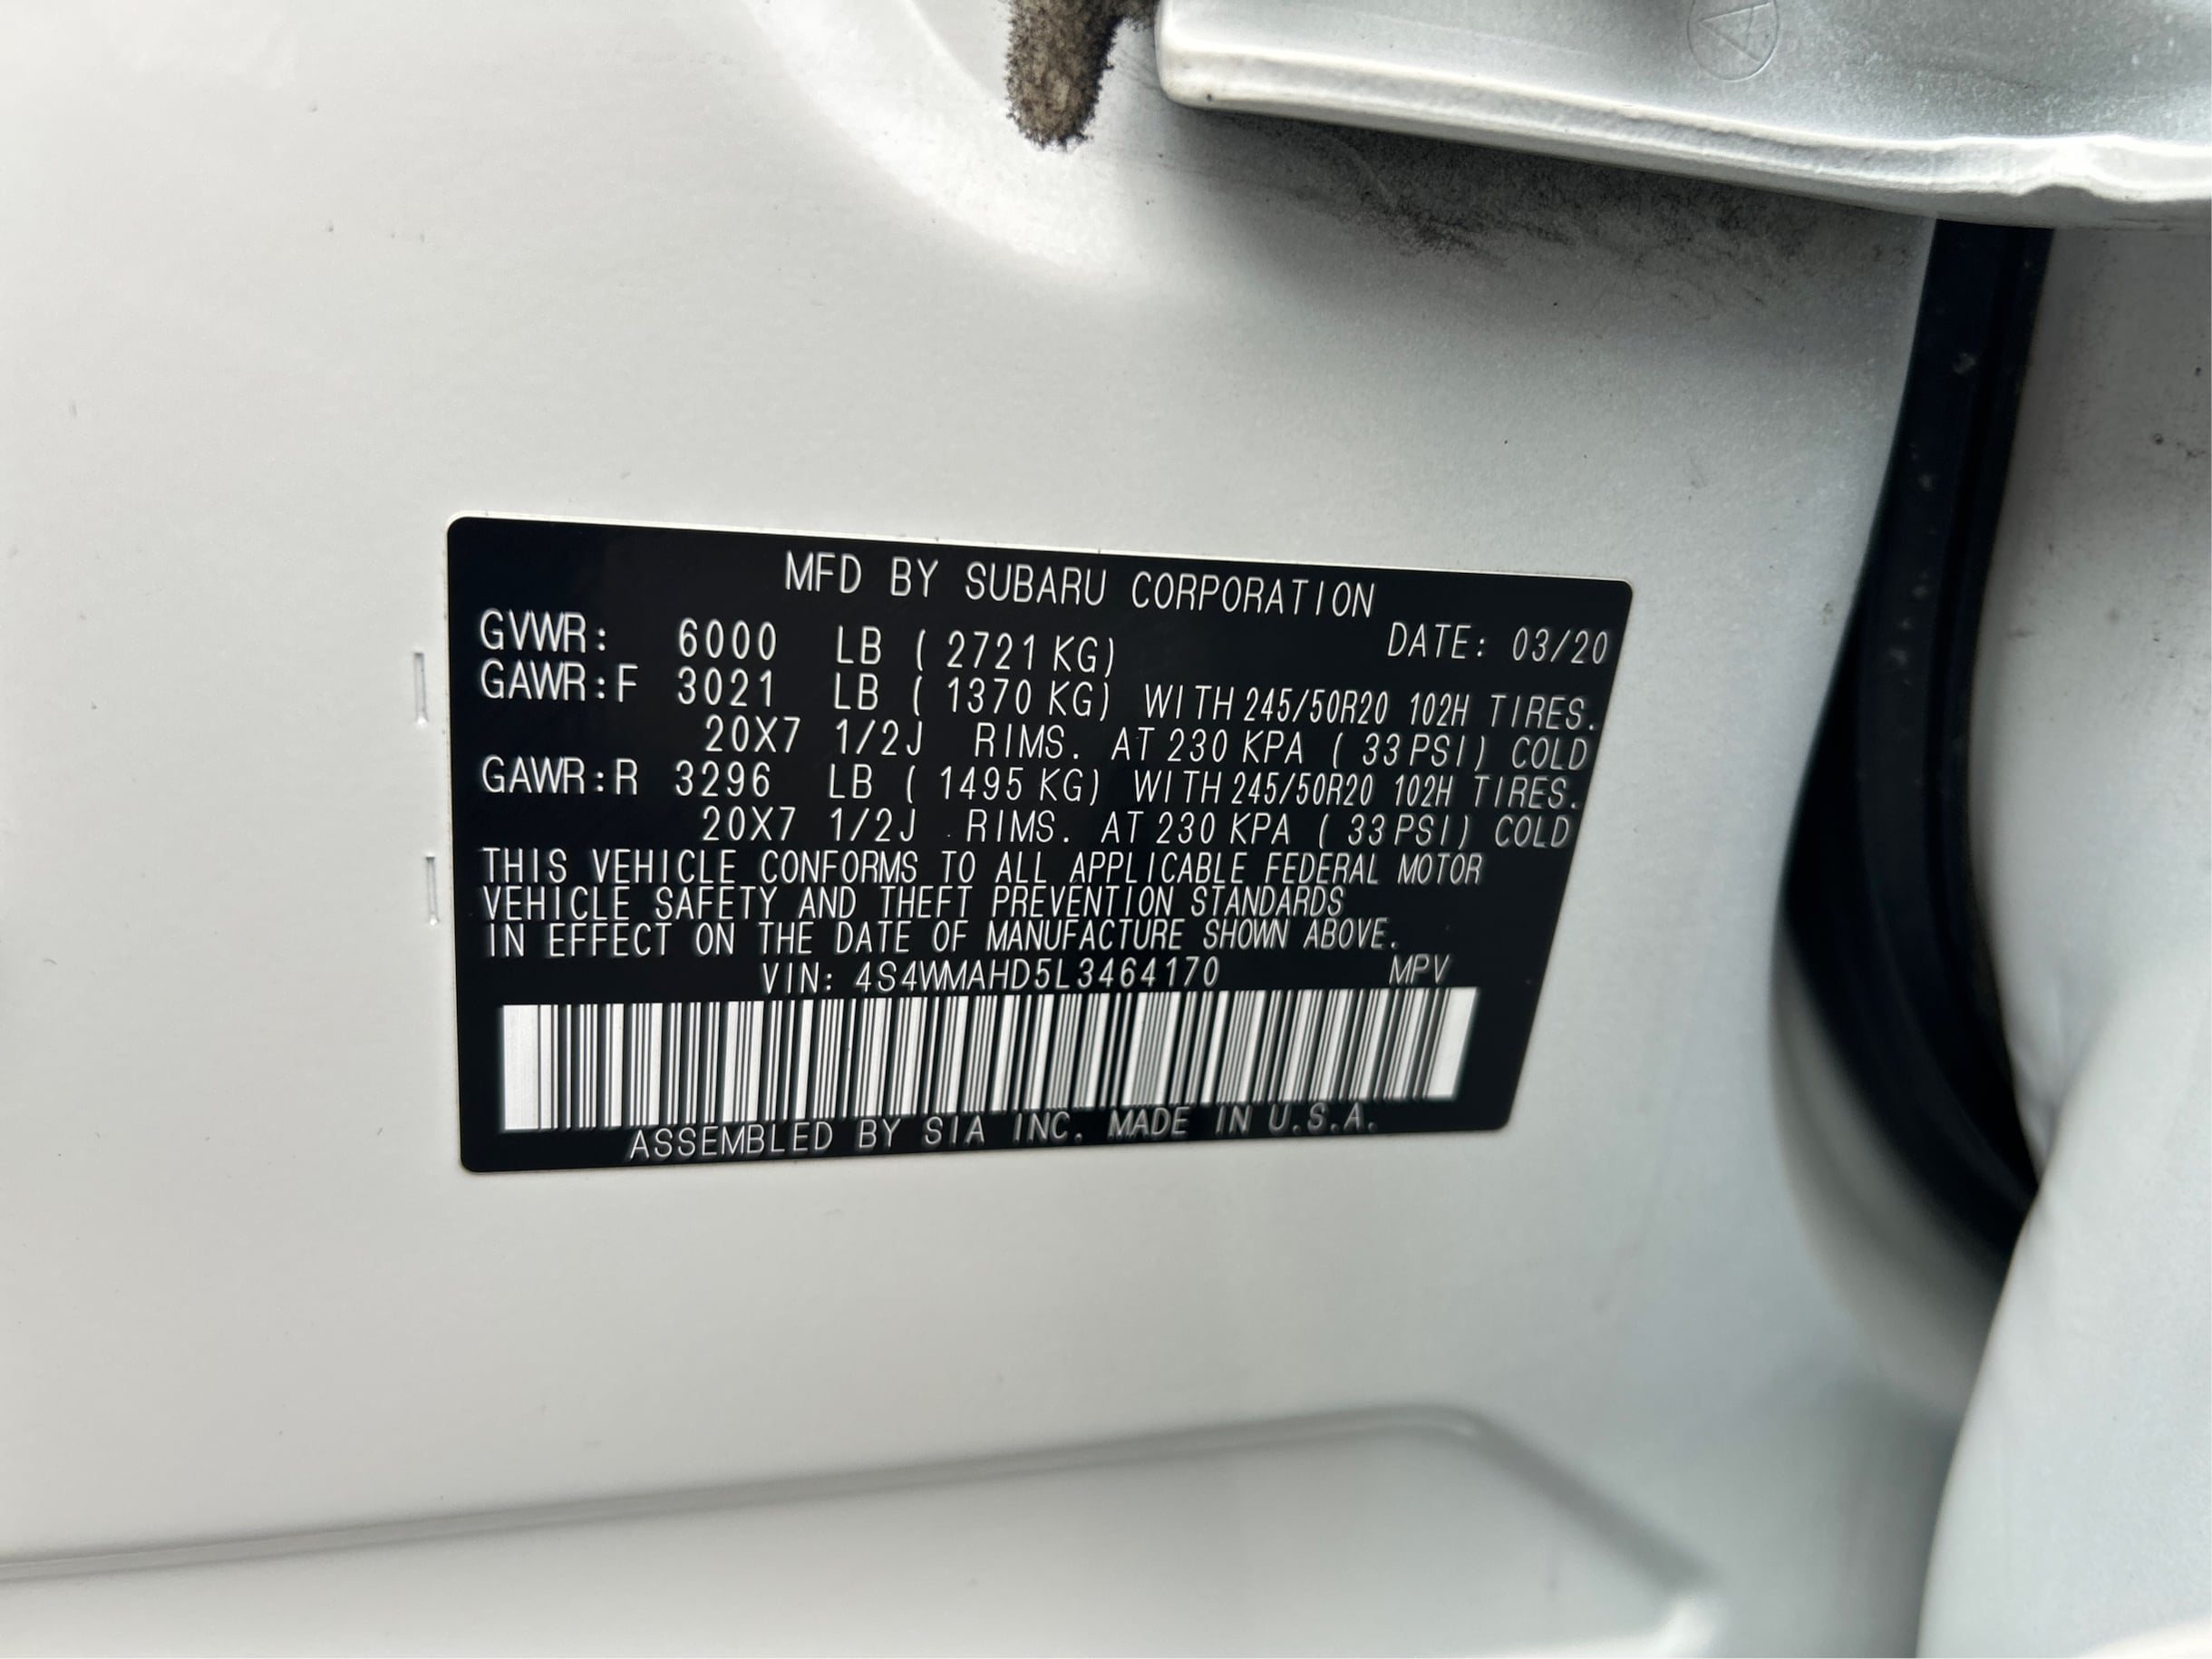 MFD BY SUBARU CORPORATION
GVWR: 6000 LB ( 2721 KG) DATE: 03/20
GAWR:F 3021 LB ( 1370 KG) WITH 245/50R20 102H TIRES.
20X7 1/2J RIMS. AT 230 KPA ( 33 PSI) COLD
GAWR:R 3296 LB ( 1495 KG) WITH 245/50R20 102H TIRES.
20X7 1/2J RIMS. AT 230 KPA ( 33 PSI) COLD
THIS VEHICLE CONFORMS TO ALL APPLICABLE FEDERAL MOTOR
VEHICLE SAFETY AND THEFT PREVENTION STANDARDS
IN EFFECT ON THE DATE OF MANUFACTURE SHOWN ABOVE.
VIN: 4S4WMAHD5L3464170 MPV
ASSEMBLED BY SIA INC. MADE IN U.S.A.